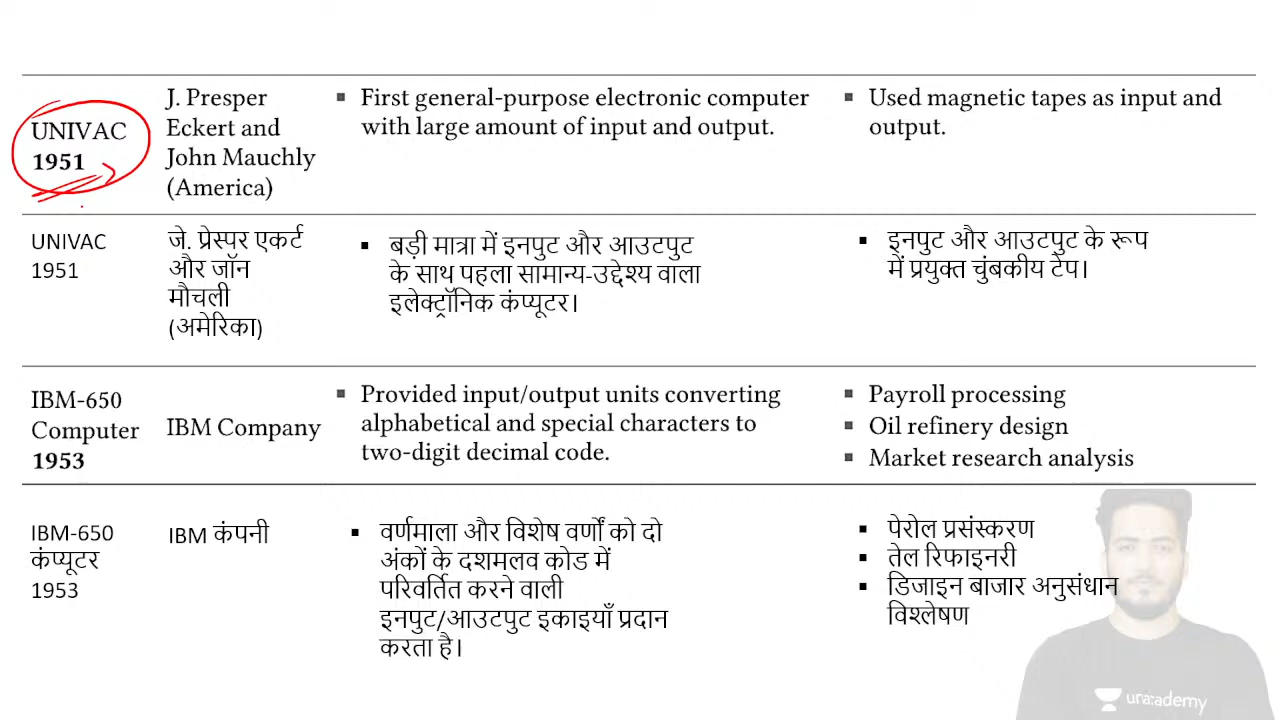 UNIVAC
1951
J. Presper
Eckert and
John Mauchly
(America)
▪ First general-purpose electronic computer
with large amount of input and output.
▪ Used magnetic tapes as input and
output.
UNIVAC
1951
जे. प्रेस्पर एकर्ट
और जॉन
मौचली
(अमेरिका)
▪ बड़ी मात्रा में इनपुट और आउटपुट
के साथ पहला सामान्य-उद्देश्य वाला
इलेक्ट्रॉनिक कंप्यूटर।
▪ इनपुट और आउटपुट के रूप
में प्रयुक्त चुंबकीय टेप।
IBM-650
Computer
1953
IBM Company
▪ Provided input/output units converting
alphabetical and special characters to
two-digit decimal code.
▪ Payroll processing
▪ Oil refinery design
▪ Market research analysis
IBM-650
कंप्यूटर
1953
IBM कंपनी
▪ वर्णमाला और विशेष वर्णों को दो
अंकों के दशमलव कोड में
परिवर्तित करने वाली
इनपुट/आउटपुट इकाइयाँ प्रदान
करता है।
▪ पेरोल प्रसंस्करण
▪ तेल रिफाइनरी
▪ डिजाइन बाजार अनुसंधान
विश्लेषण
unacademy